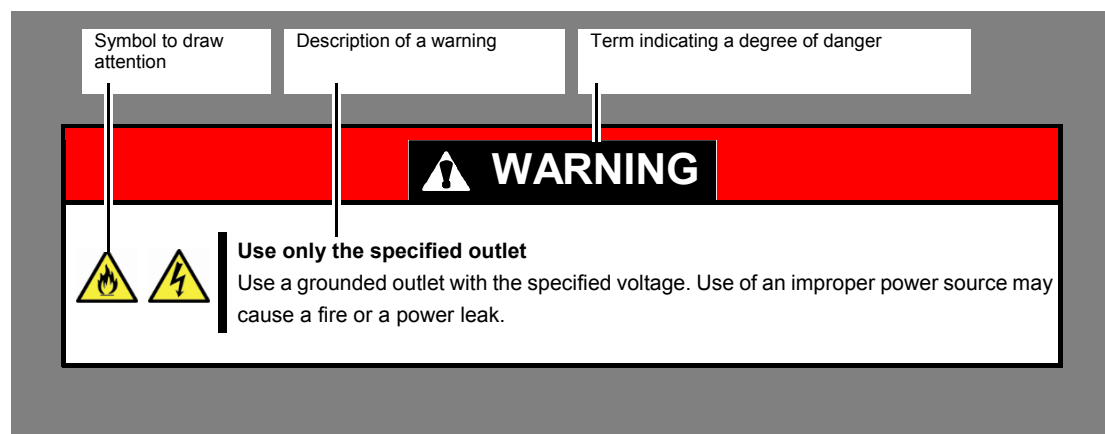 Symbol to draw
attention
Description of a warning
Term indicating a degree of danger
WARNING
Use only the specified outlet
Use a grounded outlet with the specified voltage. Use of an improper power source may
cause a fire or a power leak.